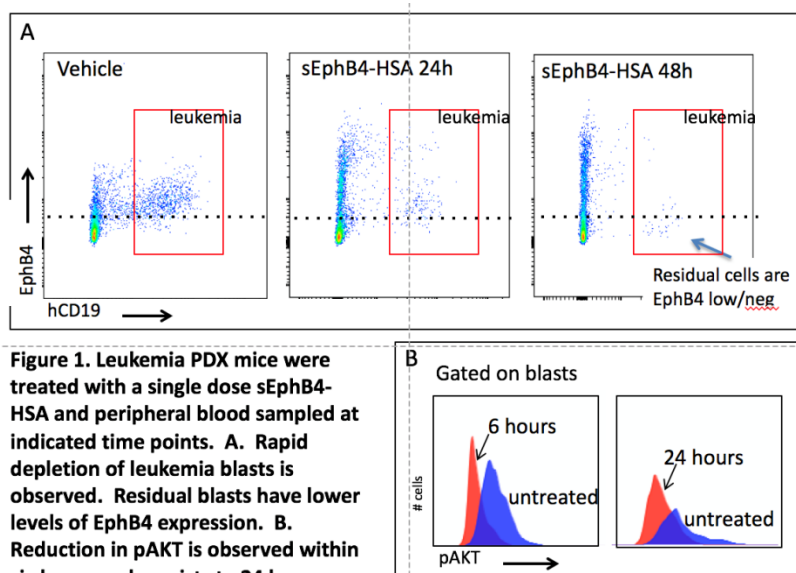 A
Vehicle
leukemia
sEphB4-HSA 24h
leukemia
sEphB4-HSA 48h
leukemia
EphB4
hCD19
Residual cells are
EphB4 low/neg
Figure 1. Leukemia PDX mice were
treated with a single dose sEphB4-
HSA and peripheral blood sampled at
indicated time points. A. Rapid
depletion of leukemia blasts is
observed. Residual blasts have lower
levels of EphB4 expression. B.
Reduction in pAKT is observed within
B
Gated on blasts
6 hours
untreated
24 hours
untreated
# cells
pAKT